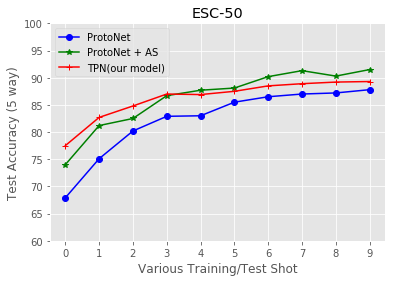 ESC-50
ProtoNet
ProtoNet + AS
TPN(our model)
100
95
90
85
80
75
70
65
60
Test Accuracy (5 way)
0 1 2 3 4 5 6 7 8 9
Various Training/Test Shot